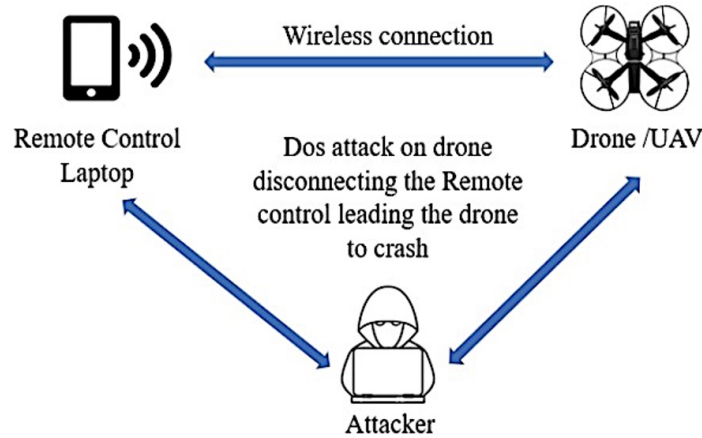 Wireless connection
Remote Control
Laptop
Drone /UAV
Dos attack on drone
disconnecting the Remote
control leading the drone
to crash
Attacker